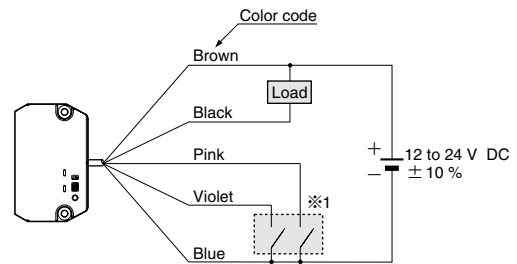 Color code
Brown
Load
Black
Pink
Violet
※1
Blue
+
−
12 to 24 V DC
± 10 %